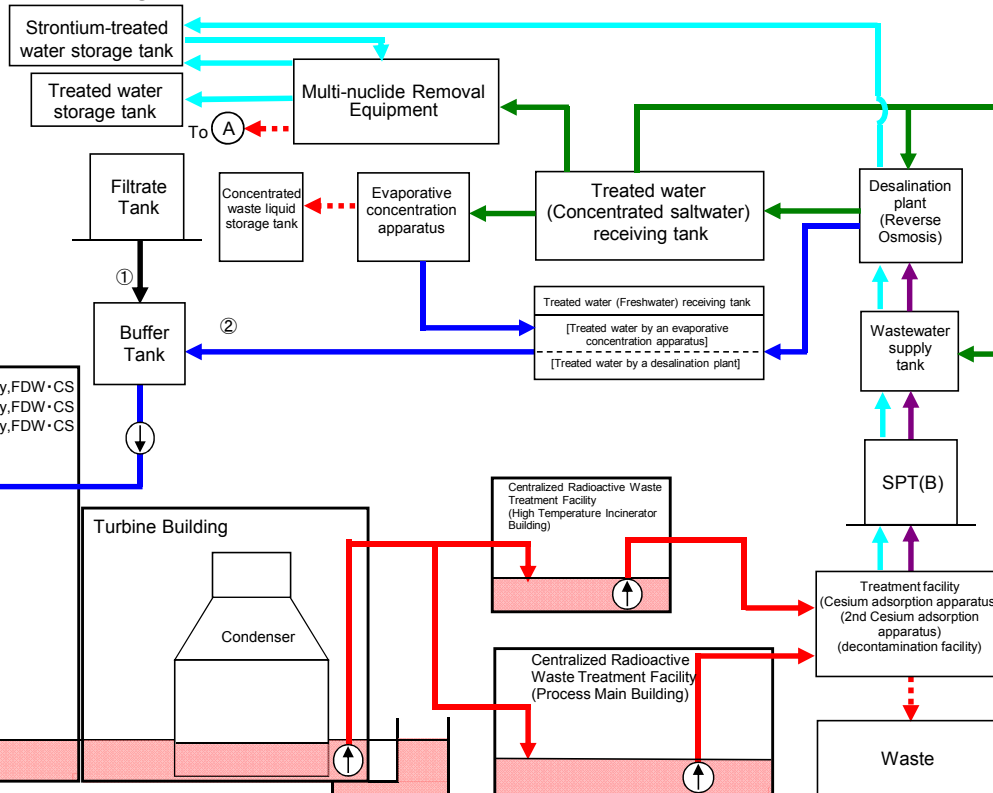 Strontium-treated
water storage tank
Treated water
storage tank
Multi-nuclide Removal
Equipment
To A
Filtrate
Tank
Concentrated
waste liquid
storage tank
Evaporative
concentration
apparatus
Treated water
(Concentrated saltwater)
receiving tank
Desalination
plant
(Reverse
Osmosis)
①
②
Buffer
Tank
Treated water (Freshwater) receiving tank
[Treated water by an evaporative
concentration apparatus]
[Treated water by a desalination plant]
Wastewater
supply
tank
y,FDW・CS
y,FDW・CS
y,FDW・CS
SPT(B)
Turbine Building
Condenser
Centralized Radioactive Waste
Treatment Facility
(High Temperature Incinerator
Building)
Centralized Radioactive
Waste Treatment Facility
(Process Main Building)
Treatment facility
(Cesium adsorption apparatus
(2nd Cesium adsorption
apparatus)
(decontamination facility)
Waste